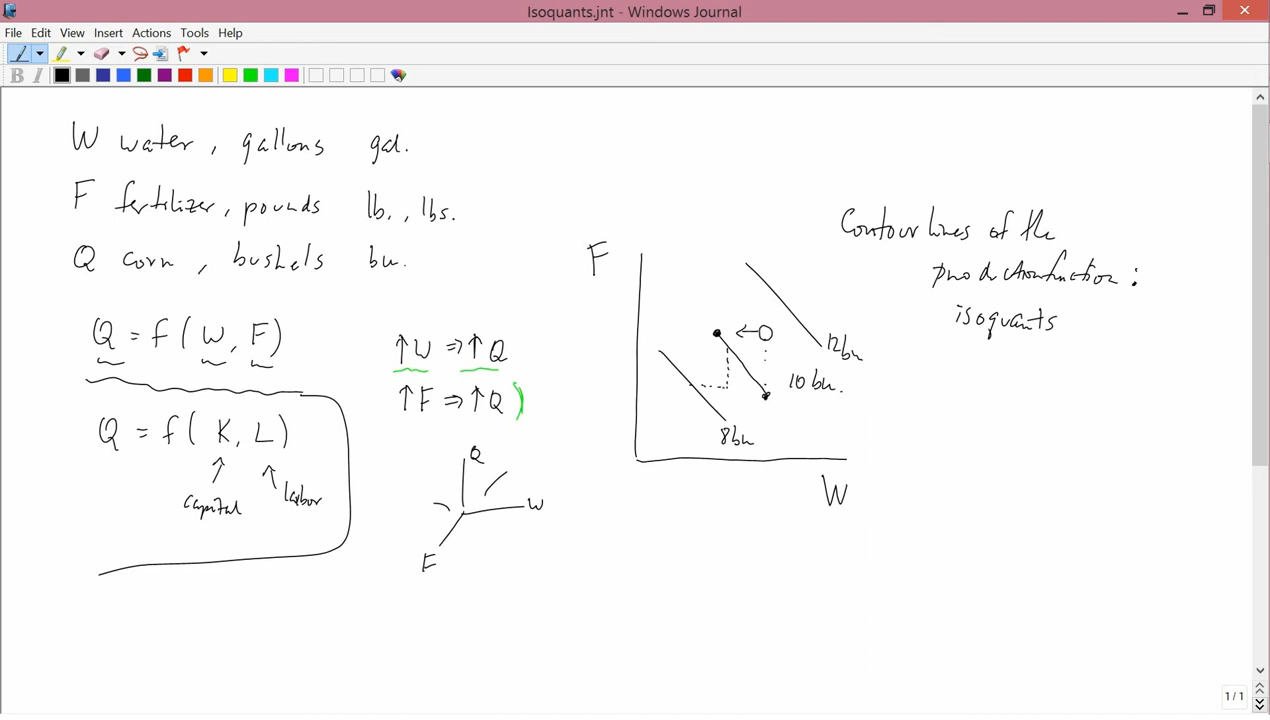 Isoquants.jnt - Windows Journal
File Edit View Insert Actions Tools Help
B I
W water, gallons gal.
F fertilizer, pounds lb., lbs.
Q corn, bushels bu.
Q = f(W, F)
Q = f(K, L)
capital labor
↑W ⇒ ↑Q
↑F ⇒ ↑Q )
Q
W
F
F
12bu
10 bu.
8bu
W
Contour lines of the
production function:
isoquants
1/1